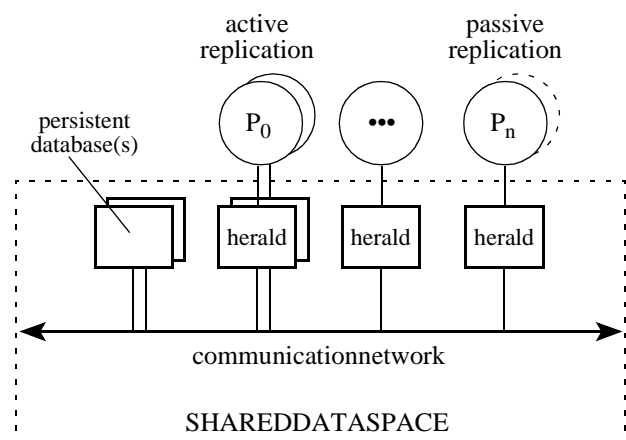 active
replication
passive
replication
persistent
database(s)
P0
•••
Pn
herald
herald
herald
communicationnetwork
SHAREDDATASPACE